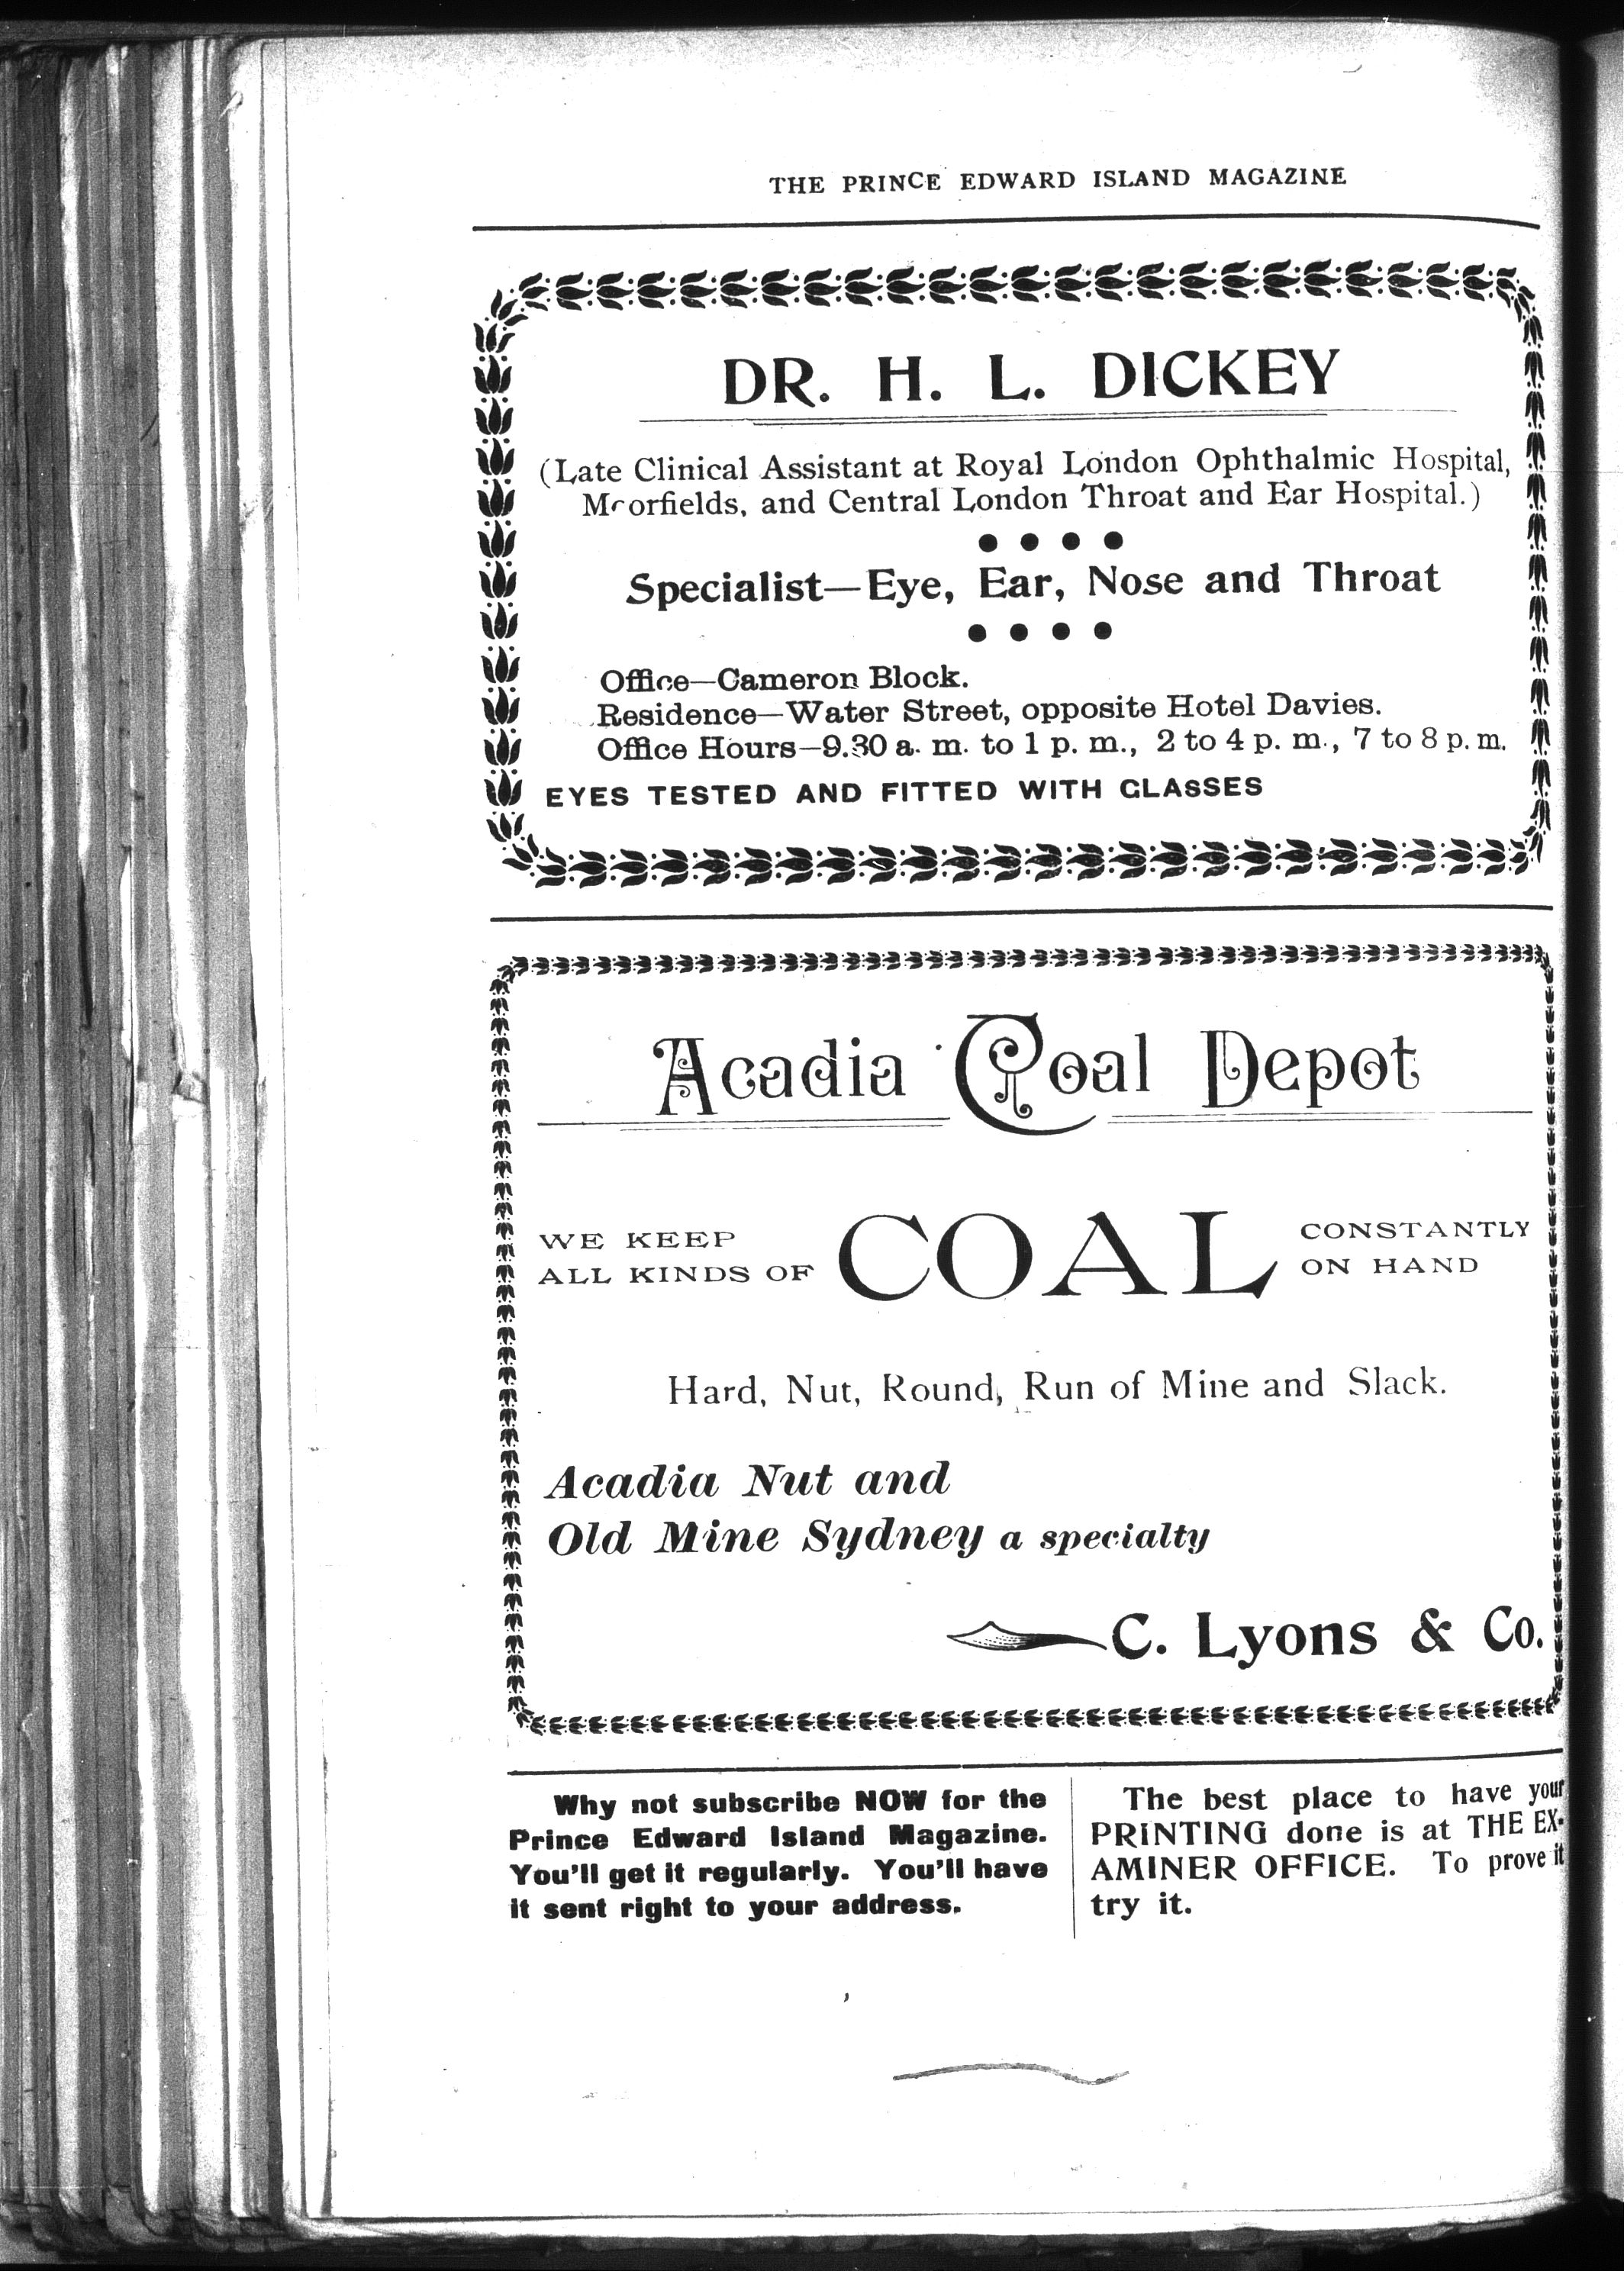 THE PRINCE EDWARD ISLAND MAGAZINE
DR. H. L. DICKEY
(Late Clinical Assistant at Royal London Ophthalmic Hospital,
Moorfields, and Central London Throat and Ear Hospital.)
Specialist—Eye, Ear, Nose and Throat
Office—Cameron Block.
Residence—Water Street, opposite Hotel Davies.
Office Hours—9.30 a. m. to 1 p. m., 2 to 4 p. m., 7 to 8 p. m.
EYES TESTED AND FITTED WITH GLASSES
Acadia Coal Depot
WE KEEP
ALL KINDS OF
COAL
CONSTANTLY
ON HAND
Hard, Nut, Round, Run of Mine and Slack.
Acadia Nut and
Old Mine Sydney a specialty
C. Lyons & Co.
Why not subscribe NOW for the
Prince Edward Island Magazine.
You'll get it regularly. You'll have
it sent right to your address.
The best place to have your
PRINTING done is at THE EX-
AMINER OFFICE. To prove it
try it.